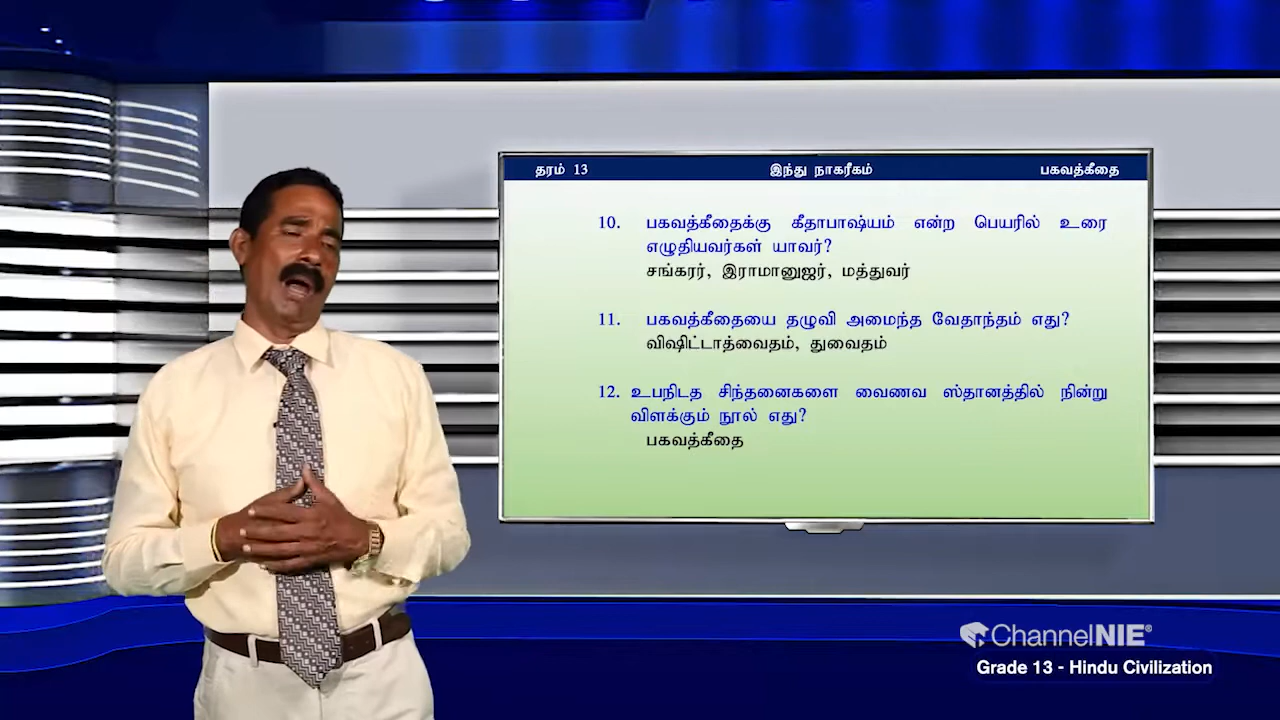 தரம் 13 இந்து நாகரீகம் பகவத்கீதை
10. பகவத்கீதைக்கு கீதாபாஷ்யம் என்ற பெயரில் உரை
எழுதியவர்கள் யாவர்?
சங்கரர், இராமானுஜர், மத்துவர்
11. பகவத்கீதையை தழுவி அமைந்த வேதாந்தம் எது?
விஷிட்டாத்வைதம், துவைதம்
12. உபநிடத சிந்தனைகளை வைணவ ஸ்தானத்தில் நின்று
விளக்கும் நூல் எது?
பகவத்கீதை
ChannelNIE®
Grade 13 - Hindu Civilization